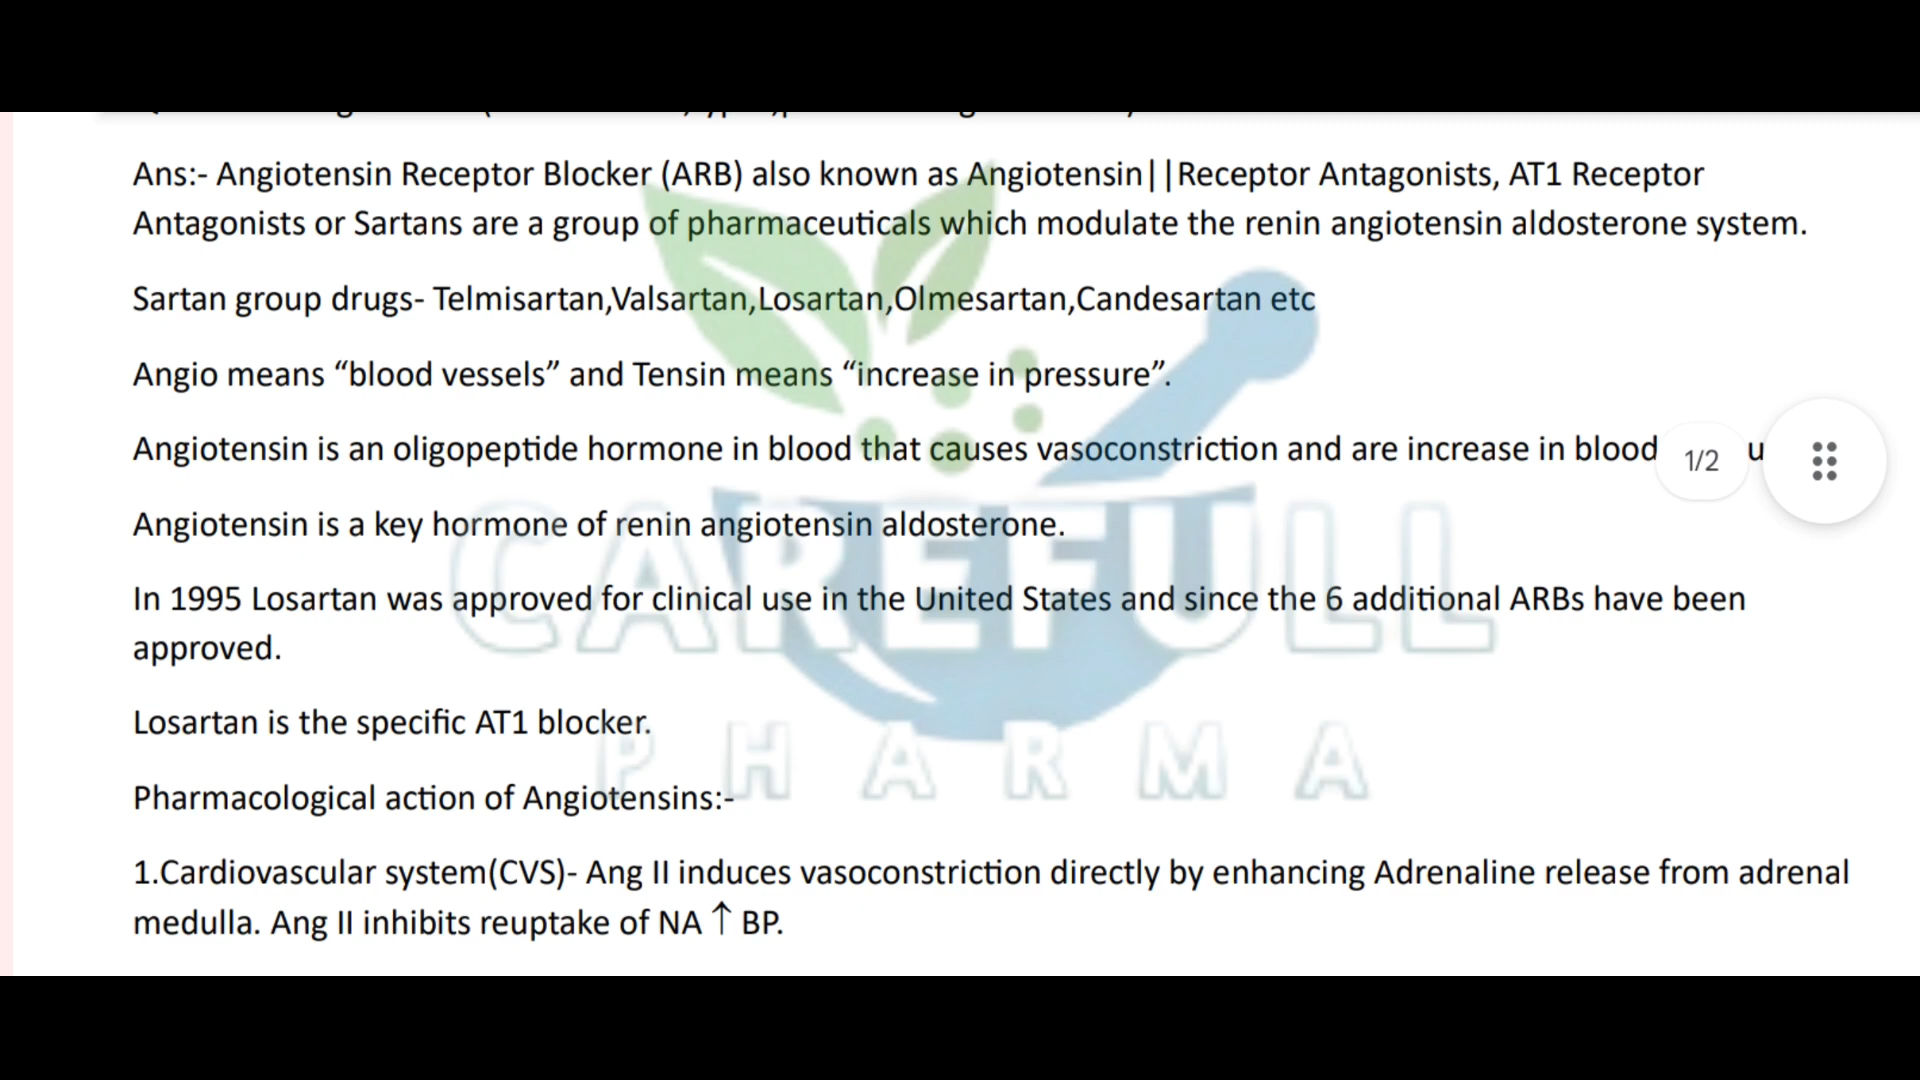 Ans:- Angiotensin Receptor Blocker (ARB) also known as Angiotensin||Receptor Antagonists, AT1 Receptor
Antagonists or Sartans are a group of pharmaceuticals which modulate the renin angiotensin aldosterone system.
Sartan group drugs- Telmisartan,Valsartan,Losartan,Olmesartan,Candesartan etc
Angio means “blood vessels” and Tensin means “increase in pressure”.
Angiotensin is an oligopeptide hormone in blood that causes vasoconstriction and are increase in blood
1/2
Angiotensin is a key hormone of renin angiotensin aldosterone.
In 1995 Losartan was approved for clinical use in the United States and since the 6 additional ARBs have been
approved.
Losartan is the specific AT1 blocker.
Pharmacological action of Angiotensins:-
1.Cardiovascular system(CVS)- Ang II induces vasoconstriction directly by enhancing Adrenaline release from adrenal
medulla. Ang II inhibits reuptake of NA ↑ BP.
CAREFULL
PHARMA